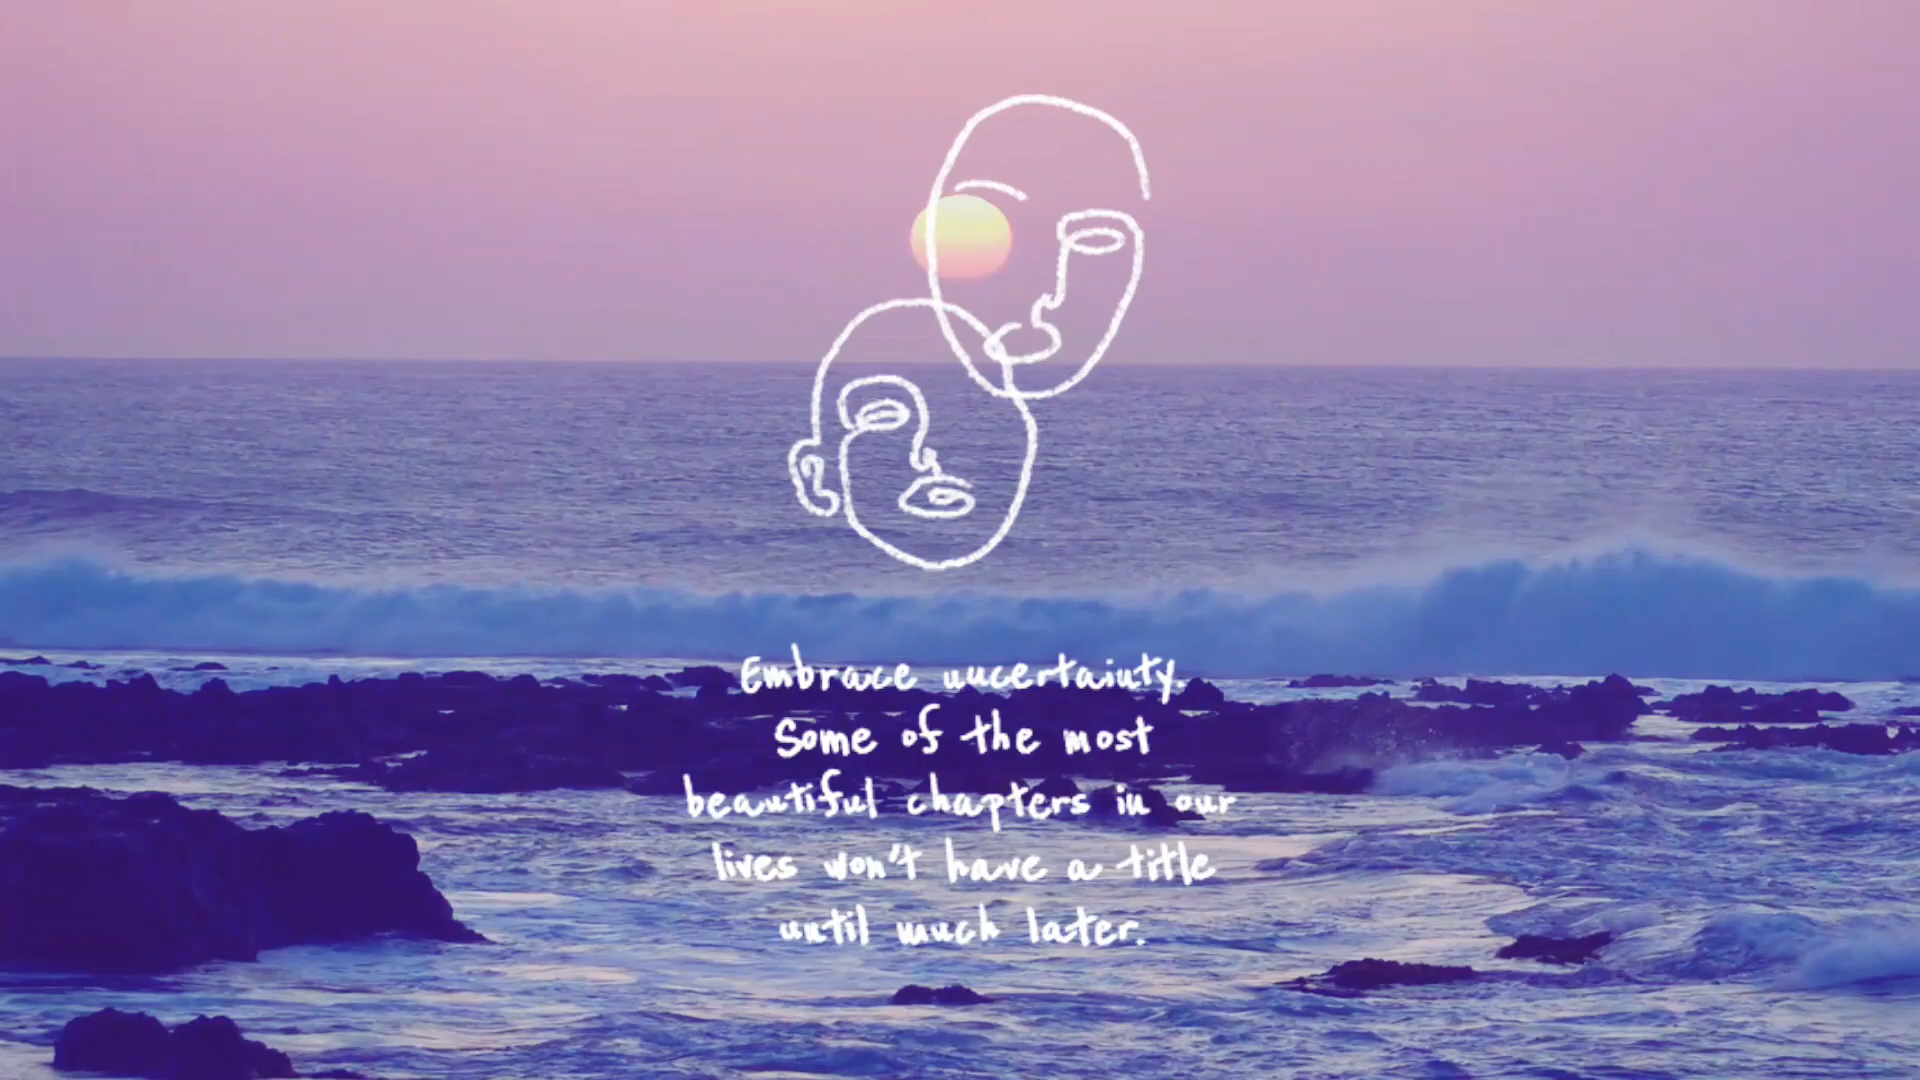 Embrace uncertainty.
Some of the most
beautiful chapters in our
lives won't have a title
until much later.